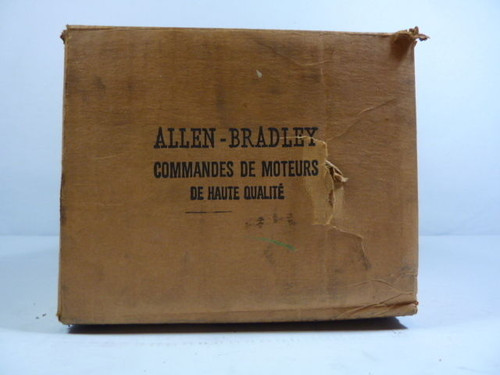 ALLEN-BRADLEY
COMMANDES DE MOTEURS
DE HAUTE QUALITÉ